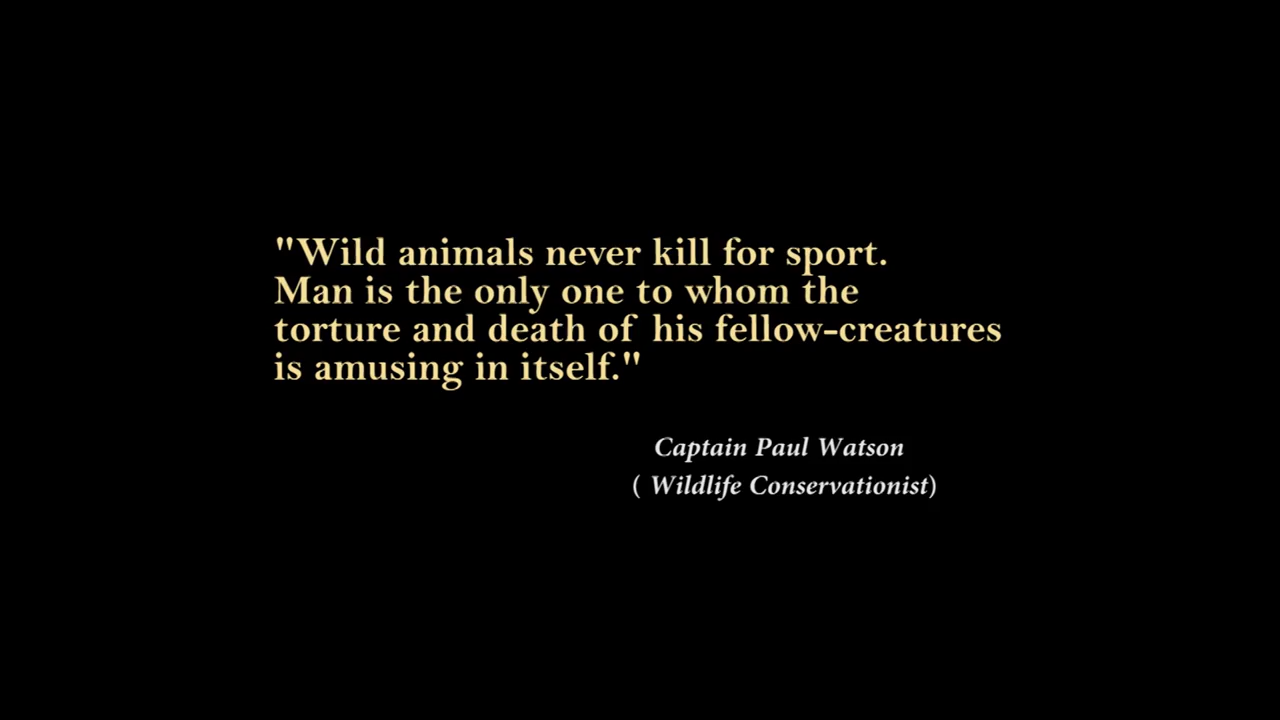 "Wild animals never kill for sport.
Man is the only one to whom the
torture and death of his fellow-creatures
is amusing in itself."
Captain Paul Watson
( Wildlife Conservationist)